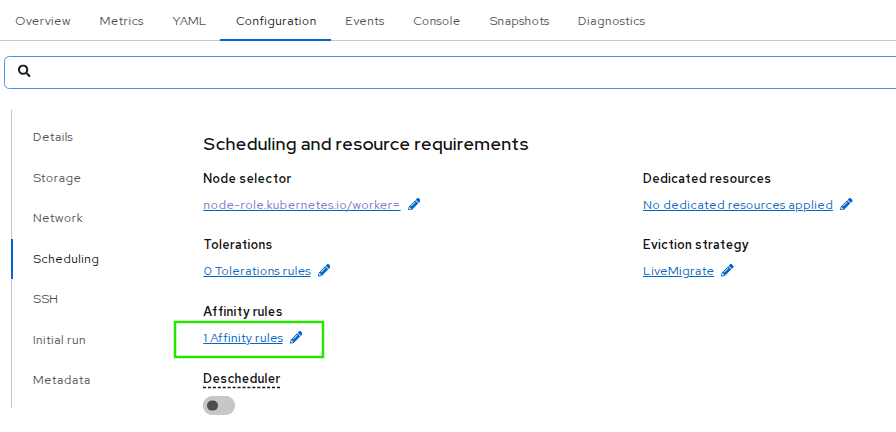 Overview Metrics YAML Configuration Events Console Snapshots Diagnostics
Details
Storage
Network
Scheduling
SSH
Initial run
Metadata
Scheduling and resource requirements
Node selector
node-role.kubernetes.io/worker=
Tolerations
0 Tolerations rules
Affinity rules
1 Affinity rules
Descheduler
Dedicated resources
No dedicated resources applied
Eviction strategy
LiveMigrate